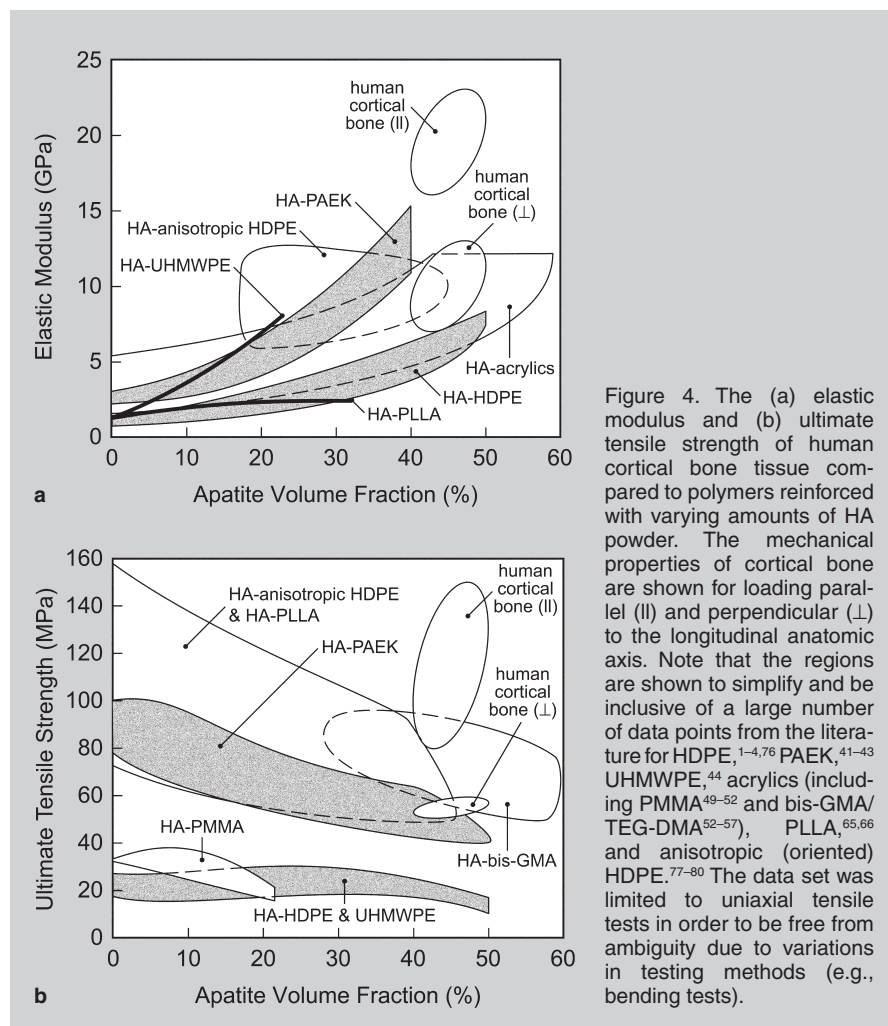 25
20
15
10
5
0
Elastic Modulus (GPa)
human
cortical
bone (ll)
human
cortical
bone (⊥)
HA-PAEK
HA-anisotropic HDPE
HA-UHMWPE
HA-acrylics
HA-HDPE
HA-PLLA
0 10 20 30 40 50 60
a
Apatite Volume Fraction (%)
160
140
120
100
80
60
40
20
0
Ultimate Tensile Strength (MPa)
human
cortical
bone (ll)
HA-anisotropic HDPE
& HA-PLLA
HA-PAEK
human
cortical
bone (⊥)
HA-PMMA
HA-bis-GMA
HA-HDPE & UHMWPE
0 10 20 30 40 50 60
b
Apatite Volume Fraction (%)
Figure 4. The (a) elastic
modulus and (b) ultimate
tensile strength of human
cortical bone tissue com-
pared to polymers reinforced
with varying amounts of HA
powder. The mechanical
properties of cortical bone
are shown for loading paral-
lel (ll) and perpendicular (⊥)
to the longitudinal anatomic
axis. Note that the regions
are shown to simplify and be
inclusive of a large number
of data points from the litera-
ture for HDPE,1–4,76 PAEK,41–43
UHMWPE,44 acrylics (includ-
ing PMMA49–52 and bis-GMA/
TEG-DMA52–57), PLLA,65,66
and anisotropic (oriented)
HDPE.77–80 The data set was
limited to uniaxial tensile
tests in order to be free from
ambiguity due to variations
in testing methods (e.g.,
bending tests).